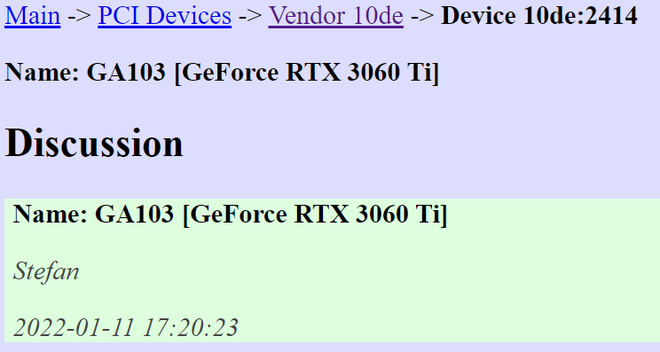 Main -> PCI Devices -> Vendor 10de -> Device 10de:2414
Name: GA103 [GeForce RTX 3060 Ti]
Discussion
Name: GA103 [GeForce RTX 3060 Ti]
Stefan
2022-01-11 17:20:23